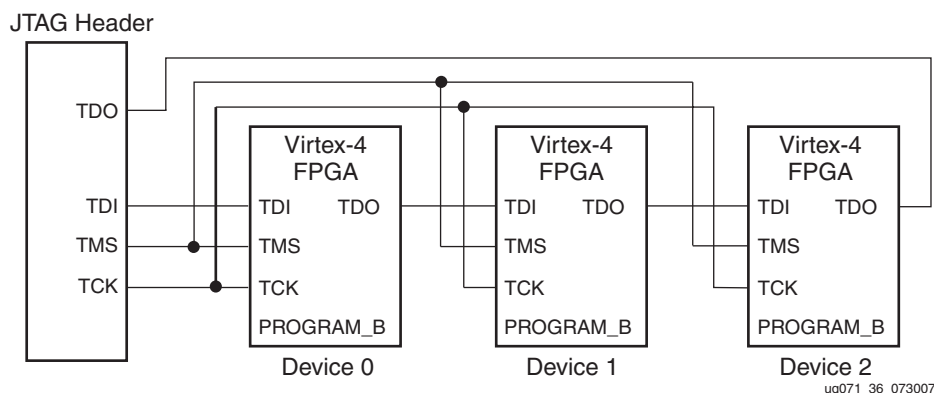 JTAG Header
TDO
TDI
TMS
TCK
Virtex-4
FPGA
TDI TDO
TMS
TCK
PROGRAM_B
Device 0
Virtex-4
FPGA
TDI TDO
TMS
TCK
PROGRAM_B
Device 1
Virtex-4
FPGA
TDI TDO
TMS
TCK
PROGRAM_B
Device 2
ug071_36_073007